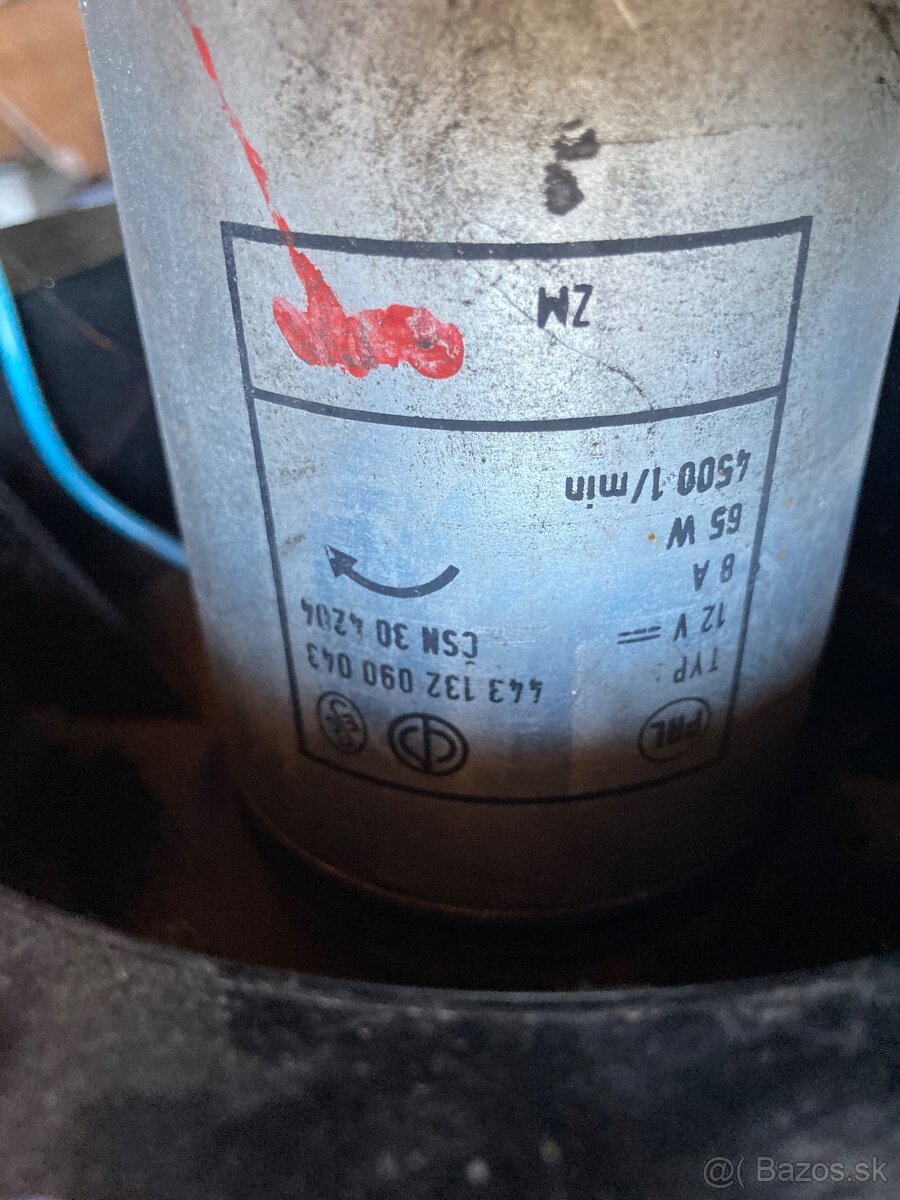 PAL
TYP 443 132 090 043
12 V ČSN 30 4204
8 A
65 W
4500 1/min
ZM
@( Bazos.sk